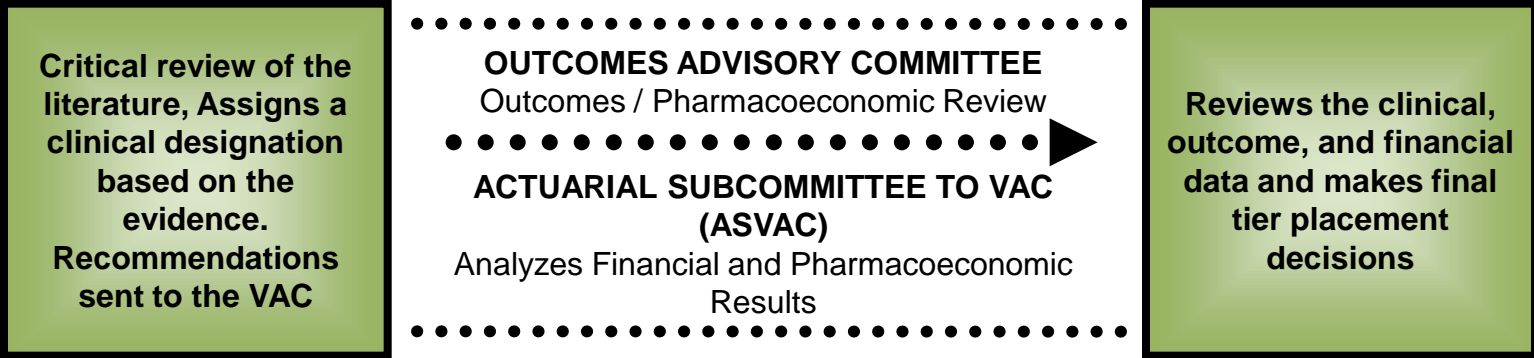 Critical review of the
literature, Assigns a
clinical designation
based on the
evidence.
Recommendations
sent to the VAC
OUTCOMES ADVISORY COMMITTEE
Outcomes / Pharmacoeconomic Review
ACTUARIAL SUBCOMMITTEE TO VAC
(ASVAC)
Analyzes Financial and Pharmacoeconomic
Results
Reviews the clinical,
outcome, and financial
data and makes final
tier placement
decisions